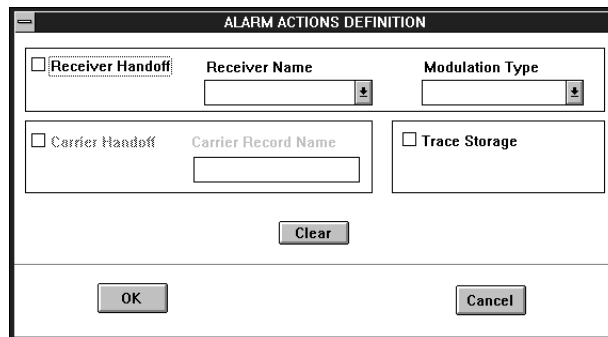 ALARM ACTIONS DEFINITION
Receiver Handoff Receiver Name Modulation Type
Carrier Handoff Carrier Record Name Trace Storage
Clear
OK Cancel